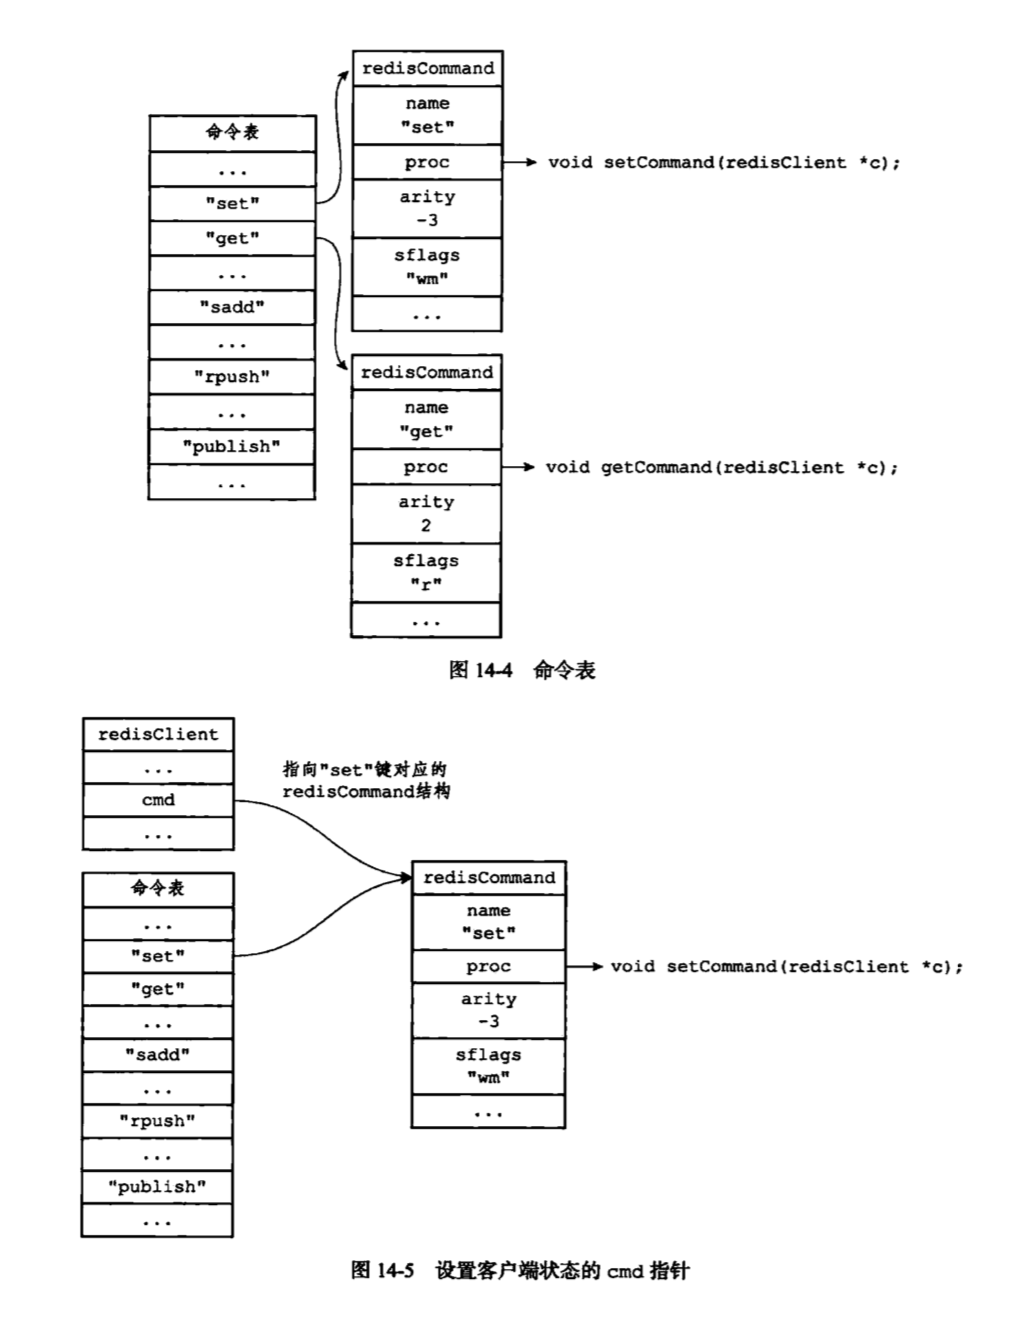 命令表
...
"set"
"get"
...
"sadd"
...
"rpush"
...
"publish"
...
redisCommand
name
"set"
proc
arity
-3
sflags
"wm"
...
void setCommand(redisClient *c);
redisCommand
name
"get"
proc
arity
2
sflags
"r"
...
void getCommand(redisClient *c);
图 14-4 命令表
redisClient
...
cmd
...
指向"set"键对应的
redisCommand结构
命令表
...
"set"
"get"
...
"sadd"
...
"rpush"
...
"publish"
...
redisCommand
name
"set"
proc
arity
-3
sflags
"wm"
...
void setCommand(redisClient *c);
图 14-5 设置客户端状态的 cmd 指针